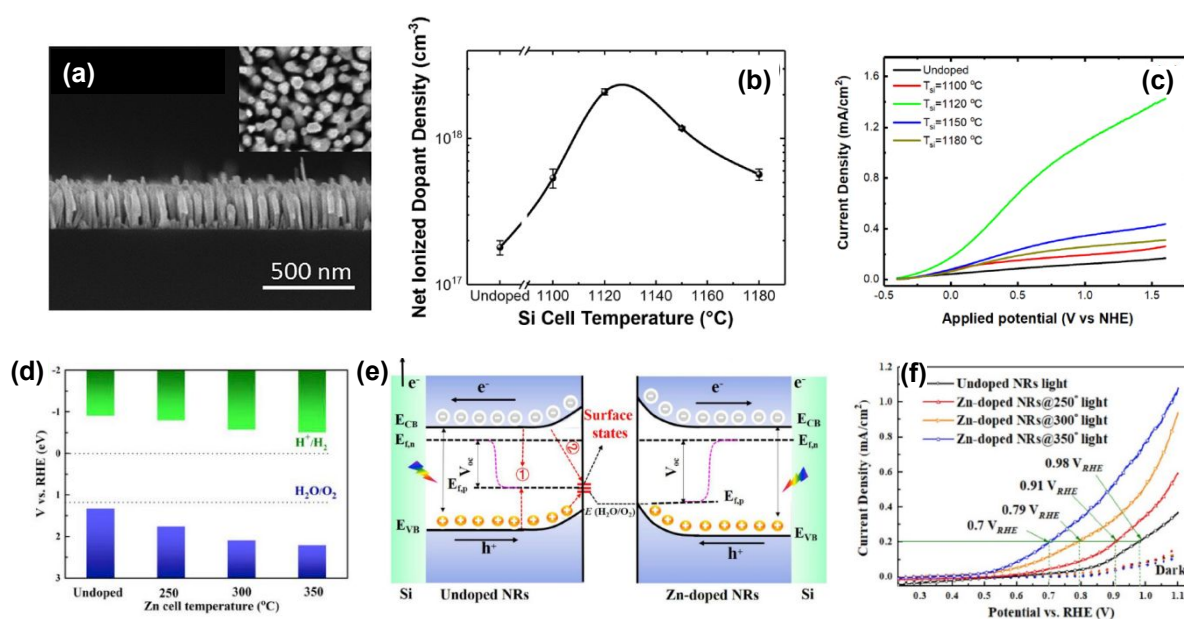 (a)
500 nm
(b)
Net Ionized Dopant Density (cm⁻³)
10¹⁸
10¹⁷
Undoped 1100 1120 1140 1160 1180
Si Cell Temperature (°C)
(c)
Undoped
T_si=1100 °C
T_si=1120 °C
T_si=1150 °C
T_si=1180 °C
Current Density (mA/cm²)
1.6
1.2
0.8
0.4
0.0
-0.5 0.0 0.5 1.0 1.5
Applied potential (V vs NHE)
(d)
V vs. RHE (eV)
-2
-1
0
1
2
3
H⁺/H₂
H₂O/O₂
Undoped 250 300 350
Zn cell temperature (°C)
(e)
e⁻
e⁻
e⁻
e⁻
E_CB
E_f,n
V_oc
①
②
E_f,p
E_VB
h⁺
Surface states
E (H₂O/O₂)
E_CB
E_f,n
V_oc
E_f,p
E_VB
h⁺
Si
Undoped NRs
Zn-doped NRs
Si
(f)
Undoped NRs light
Zn-doped NRs@250° light
Zn-doped NRs@300° light
Zn-doped NRs@350° light
Current Density (mA/cm²)
1.2
1.0
0.8
0.6
0.4
0.2
0.0
0.98 V_RHE
0.91 V_RHE
0.79 V_RHE
0.7 V_RHE
Dark
0.3 0.4 0.5 0.6 0.7 0.8 0.9 1.0 1.1
Potential vs. RHE (V)